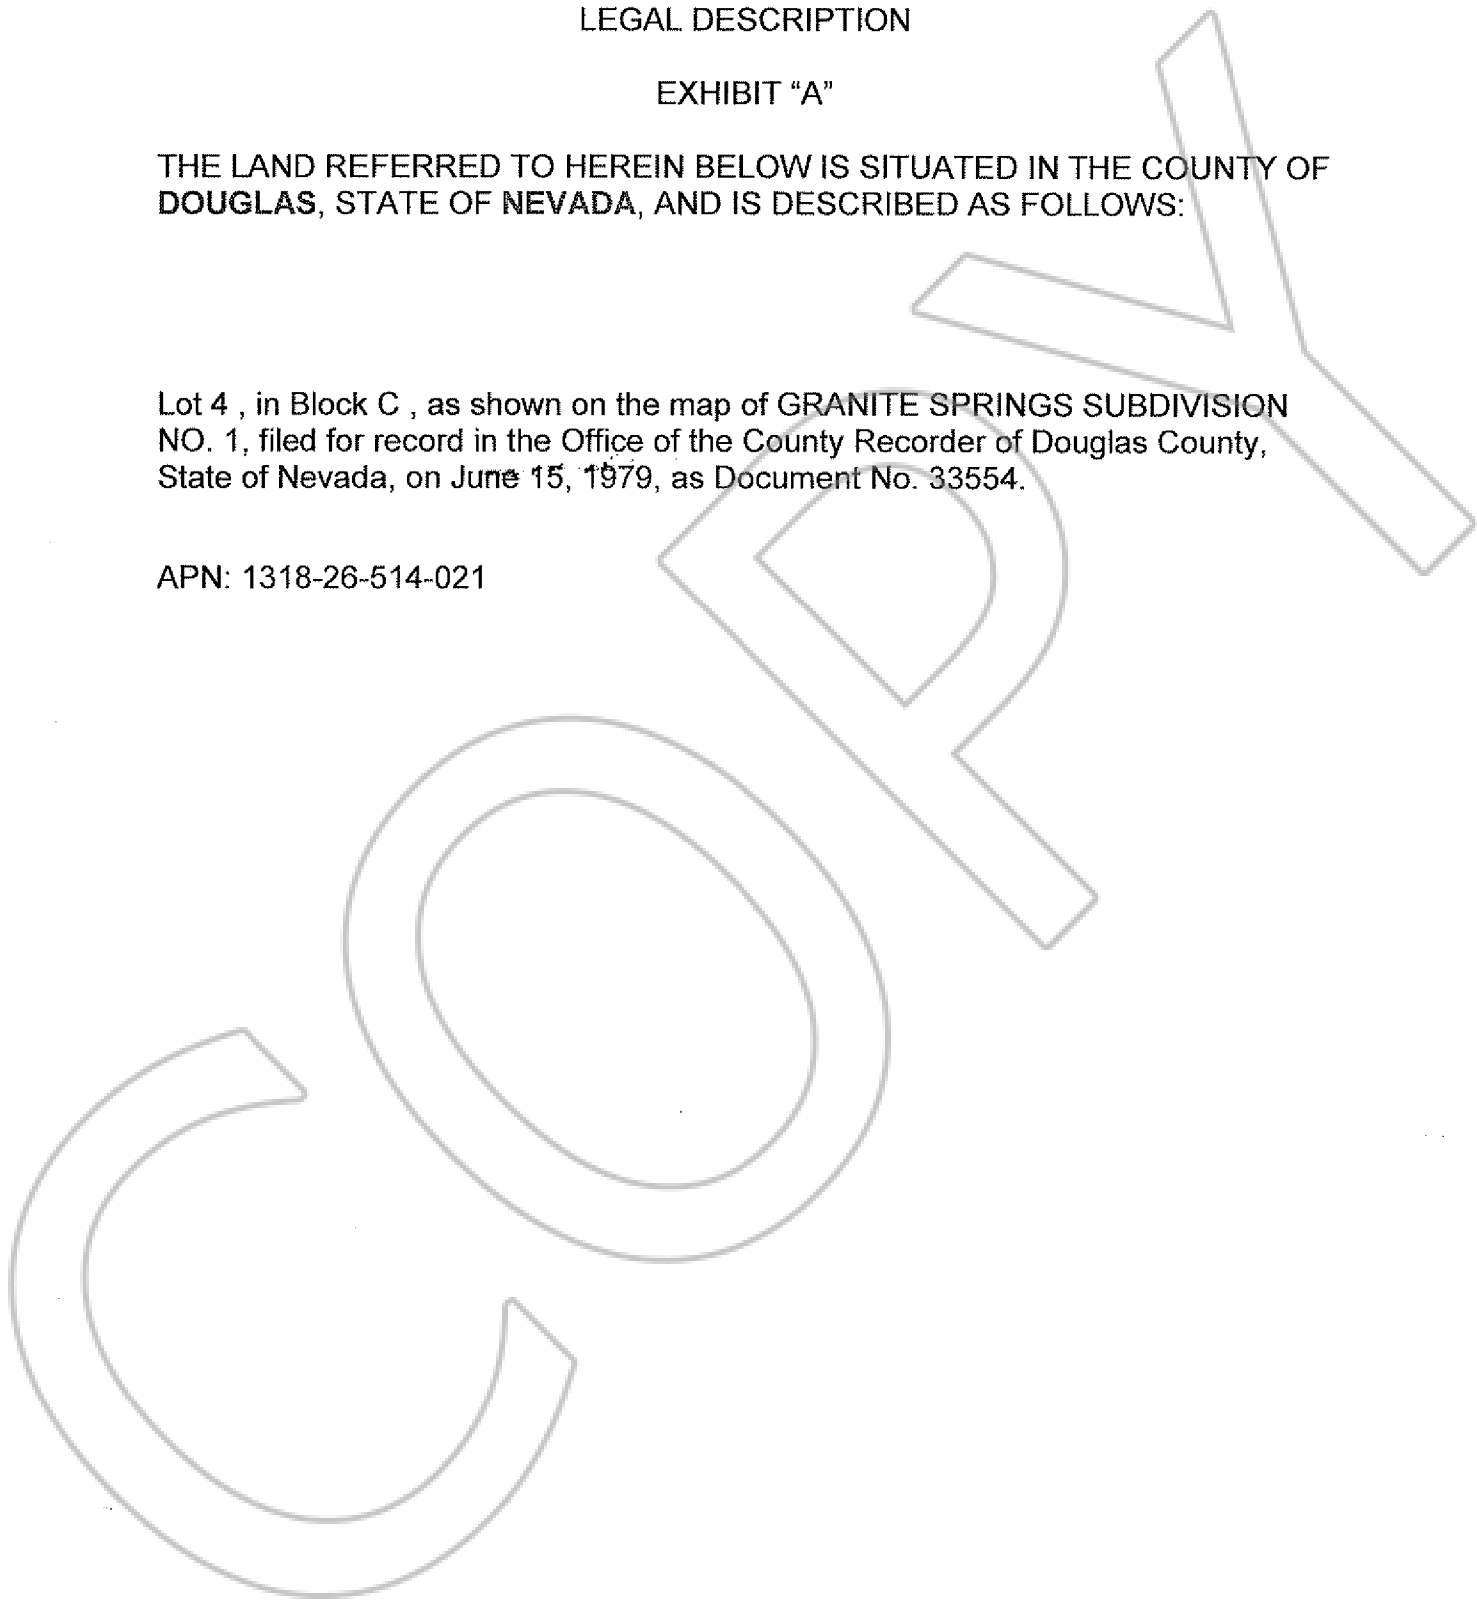 LEGAL DESCRIPTION
EXHIBIT “A”
THE LAND REFERRED TO HEREIN BELOW IS SITUATED IN THE COUNTY OF
DOUGLAS, STATE OF NEVADA, AND IS DESCRIBED AS FOLLOWS:
Lot 4 , in Block C , as shown on the map of GRANITE SPRINGS SUBDIVISION
NO. 1, filed for record in the Office of the County Recorder of Douglas County,
State of Nevada, on June 15, 1979, as Document No. 33554.
APN: 1318-26-514-021
COPY